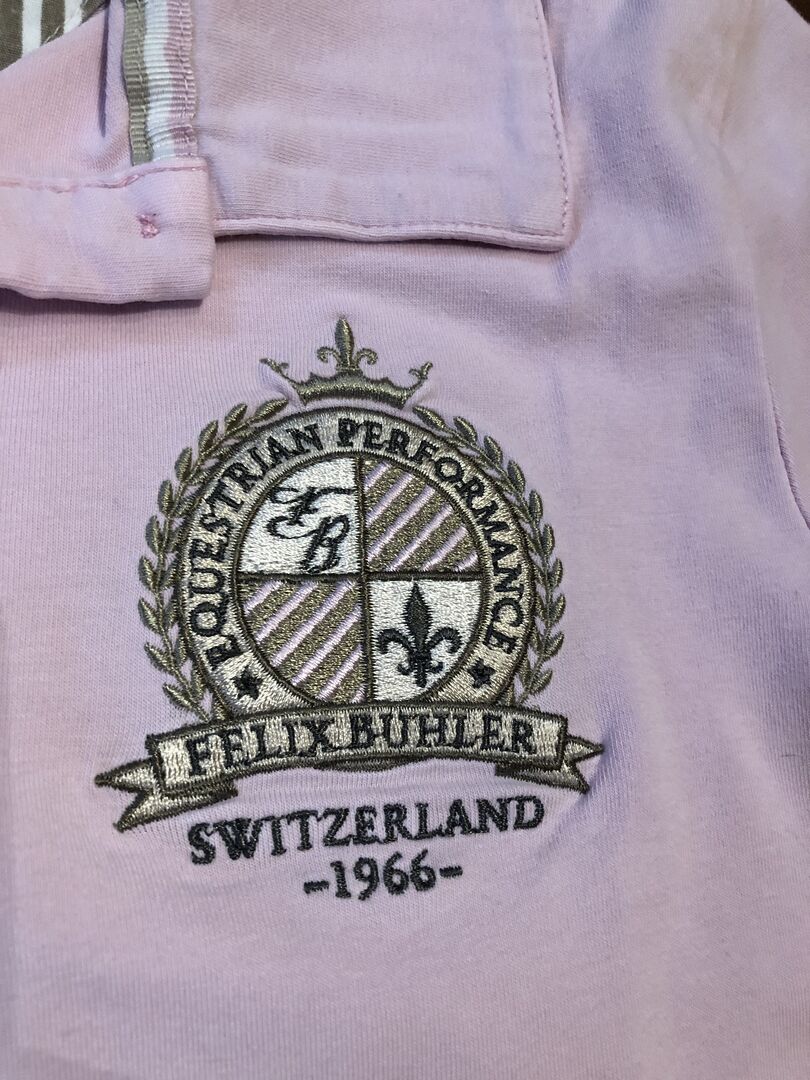 EQUESTRIAN PERFORMANCE
FB
FELIX BUHLER
SWITZERLAND
-1966-